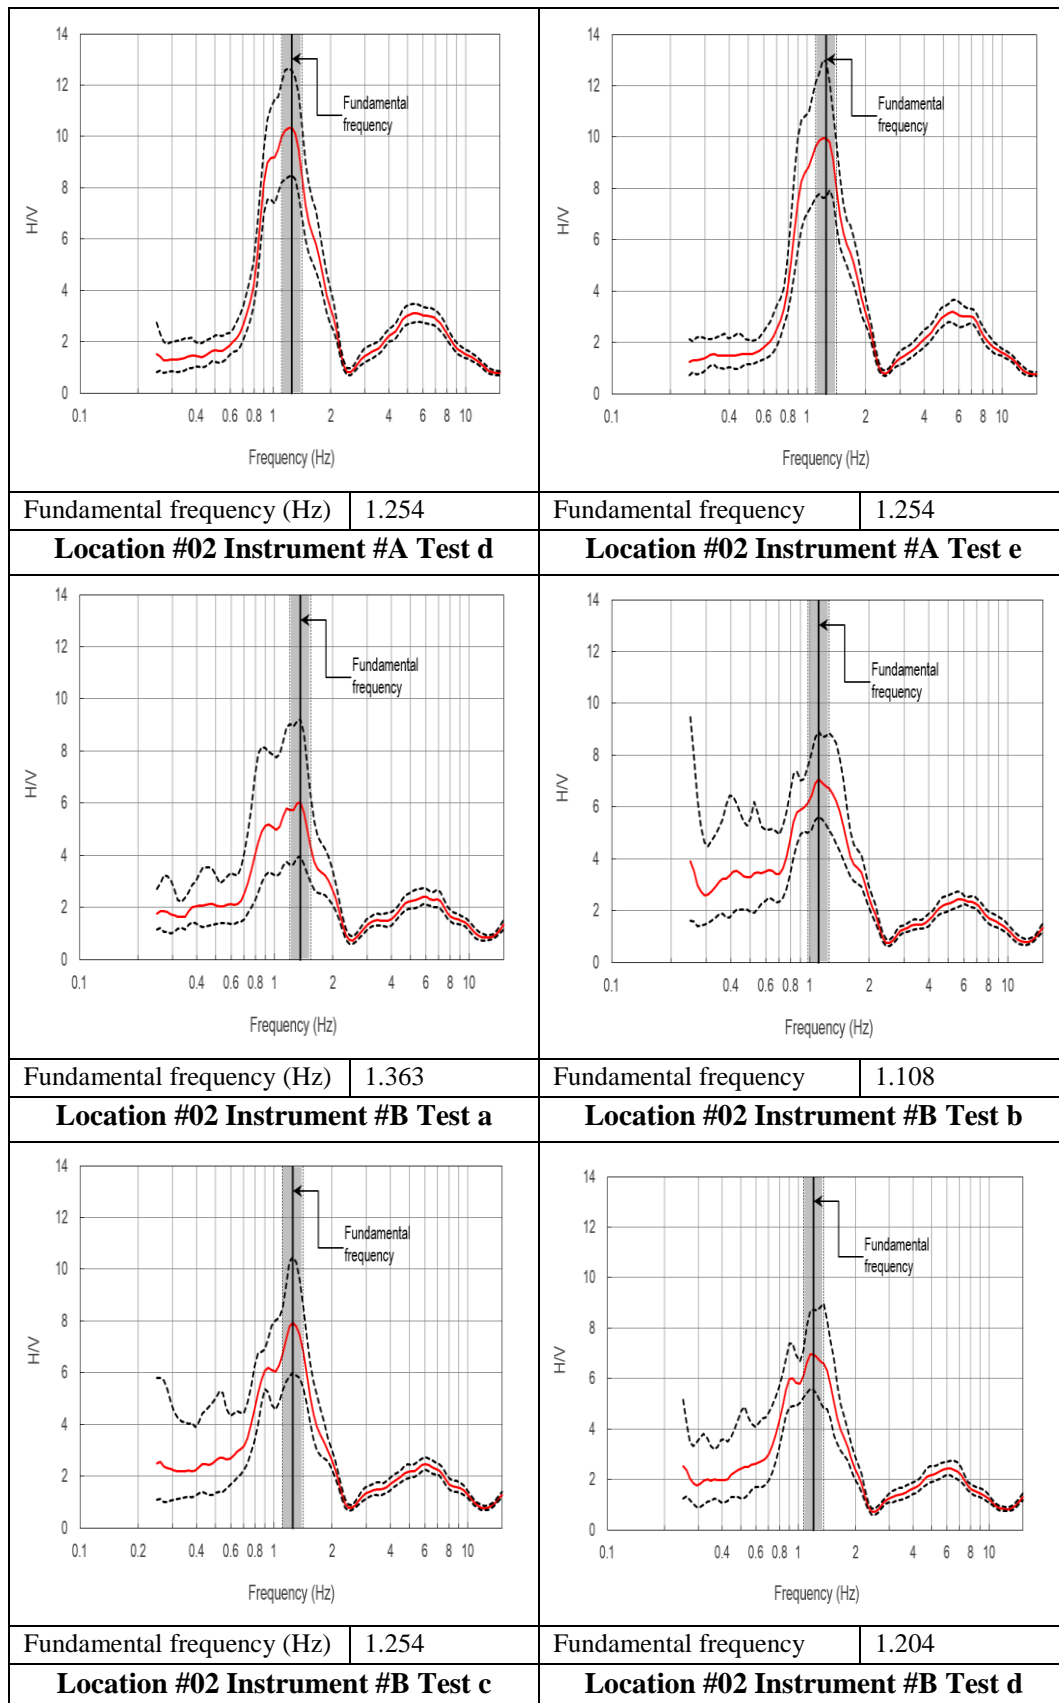 14
12
10
8
6
4
2
0
H/V
Fundamental
frequency
0.1 0.4 0.6 0.8 1 2 4 6 8 10
Frequency (Hz)
14
12
10
8
6
4
2
0
H/V
Fundamental
frequency
0.1 0.4 0.6 0.8 1 2 4 6 8 10
Frequency (Hz)
Fundamental frequency (Hz) 1.254
Fundamental frequency 1.254
Location #02 Instrument #A Test d
Location #02 Instrument #A Test e
14
12
10
8
6
4
2
0
H/V
Fundamental
frequency
0.1 0.4 0.6 0.8 1 2 4 6 8 10
Frequency (Hz)
14
12
10
8
6
4
2
0
H/V
Fundamental
frequency
0.1 0.4 0.6 0.8 1 2 4 6 8 10
Frequency (Hz)
Fundamental frequency (Hz) 1.363
Fundamental frequency 1.108
Location #02 Instrument #B Test a
Location #02 Instrument #B Test b
14
12
10
8
6
4
2
0
H/V
Fundamental
frequency
0.1 0.4 0.6 0.8 1 2 4 6 8 10
Frequency (Hz)
14
12
10
8
6
4
2
0
H/V
Fundamental
frequency
0.1 0.4 0.6 0.8 1 2 4 6 8 10
Frequency (Hz)
Fundamental frequency (Hz) 1.254
Fundamental frequency 1.204
Location #02 Instrument #B Test c
Location #02 Instrument #B Test d